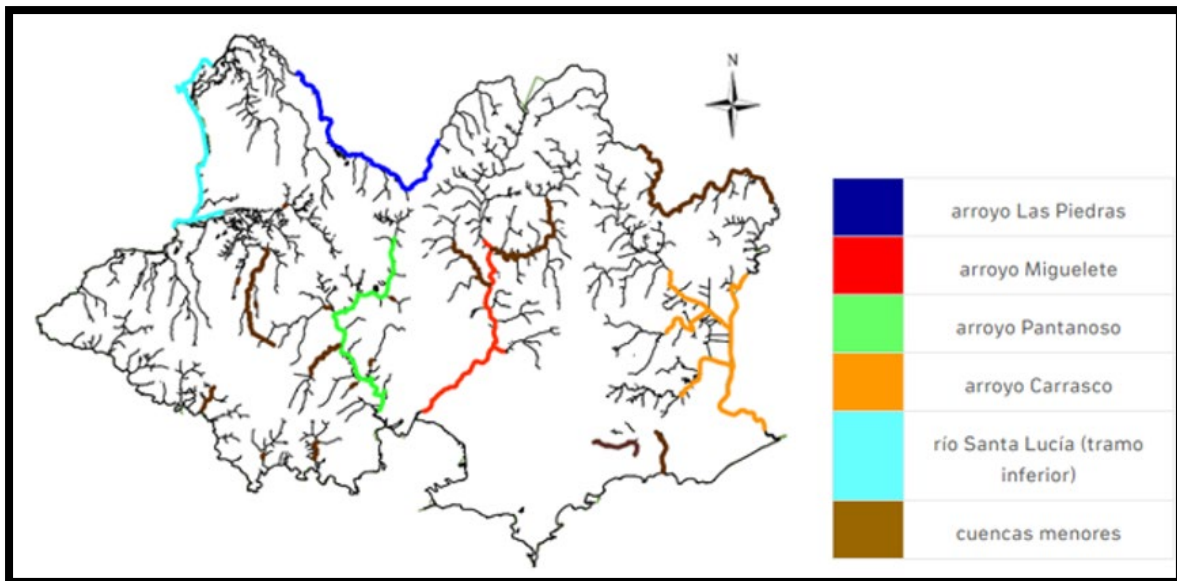 N
arroyo Las Piedras
arroyo Miguelete
arroyo Pantanoso
arroyo Carrasco
río Santa Lucía (tramo
inferior)
cuencas menores